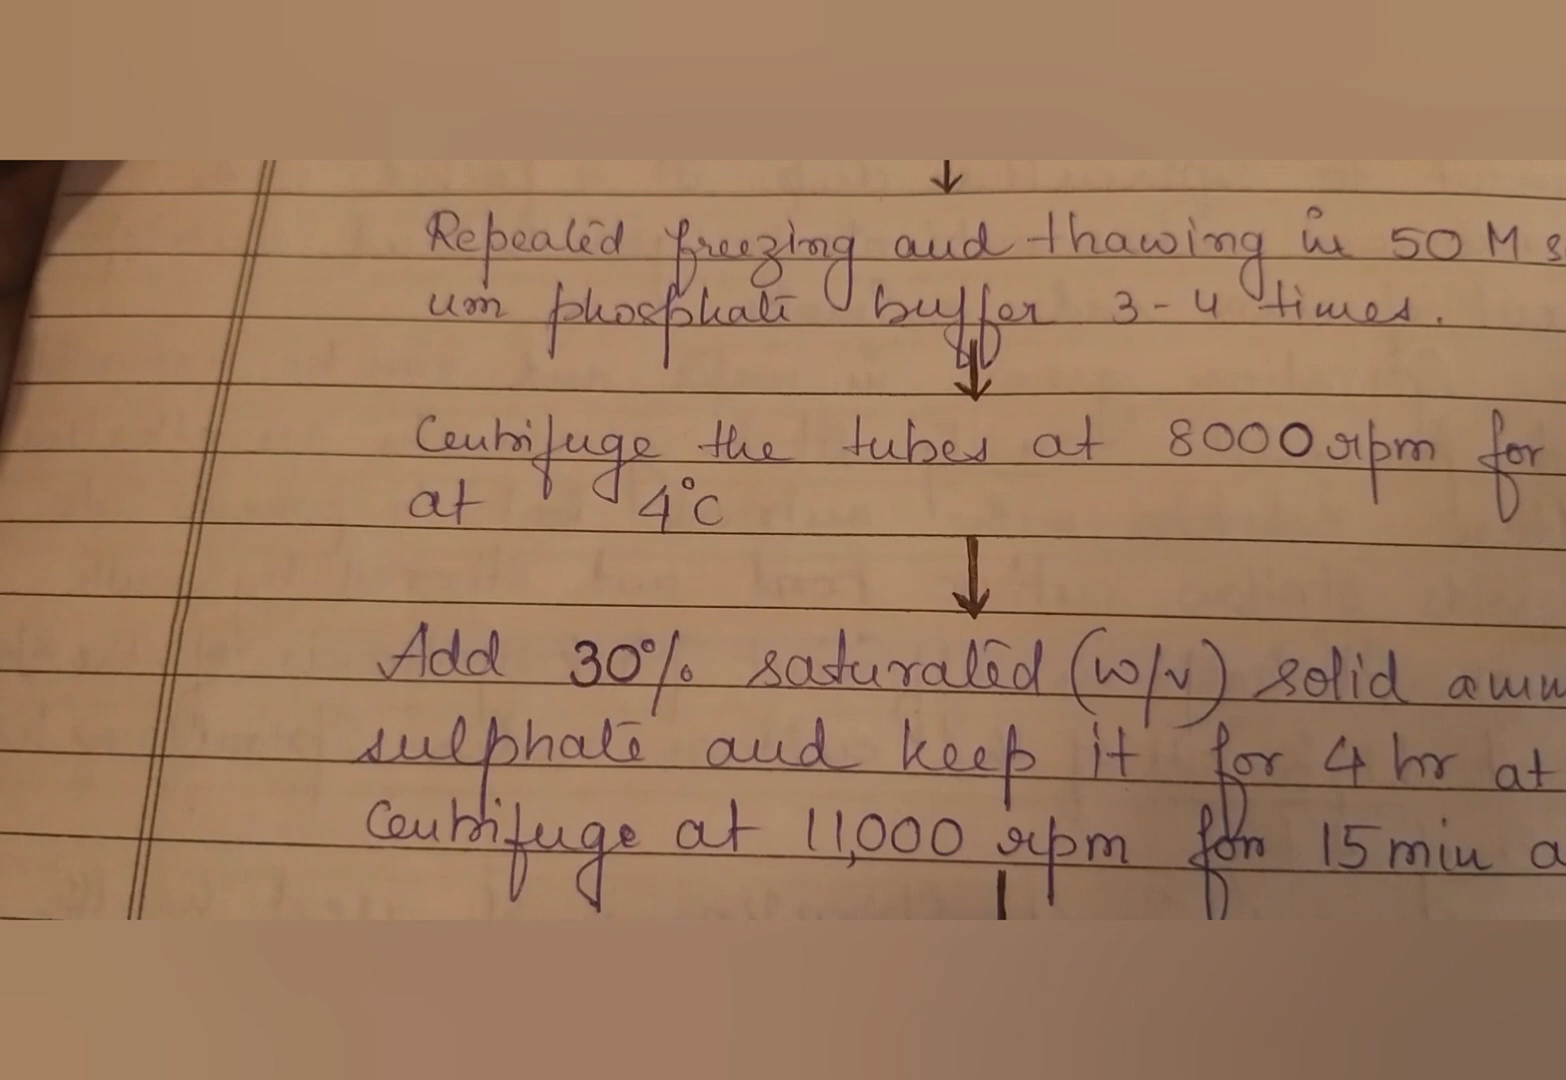 Repeated freezing and thawing in 50 M s
um phosphate buffer 3-4 times.
Centrifuge the tubes at 8000 rpm for
at 4°C
Add 30% saturated (w/v) solid amm
sulphate and keep it for 4 hr at
Centrifuge at 11,000 rpm for 15 min a